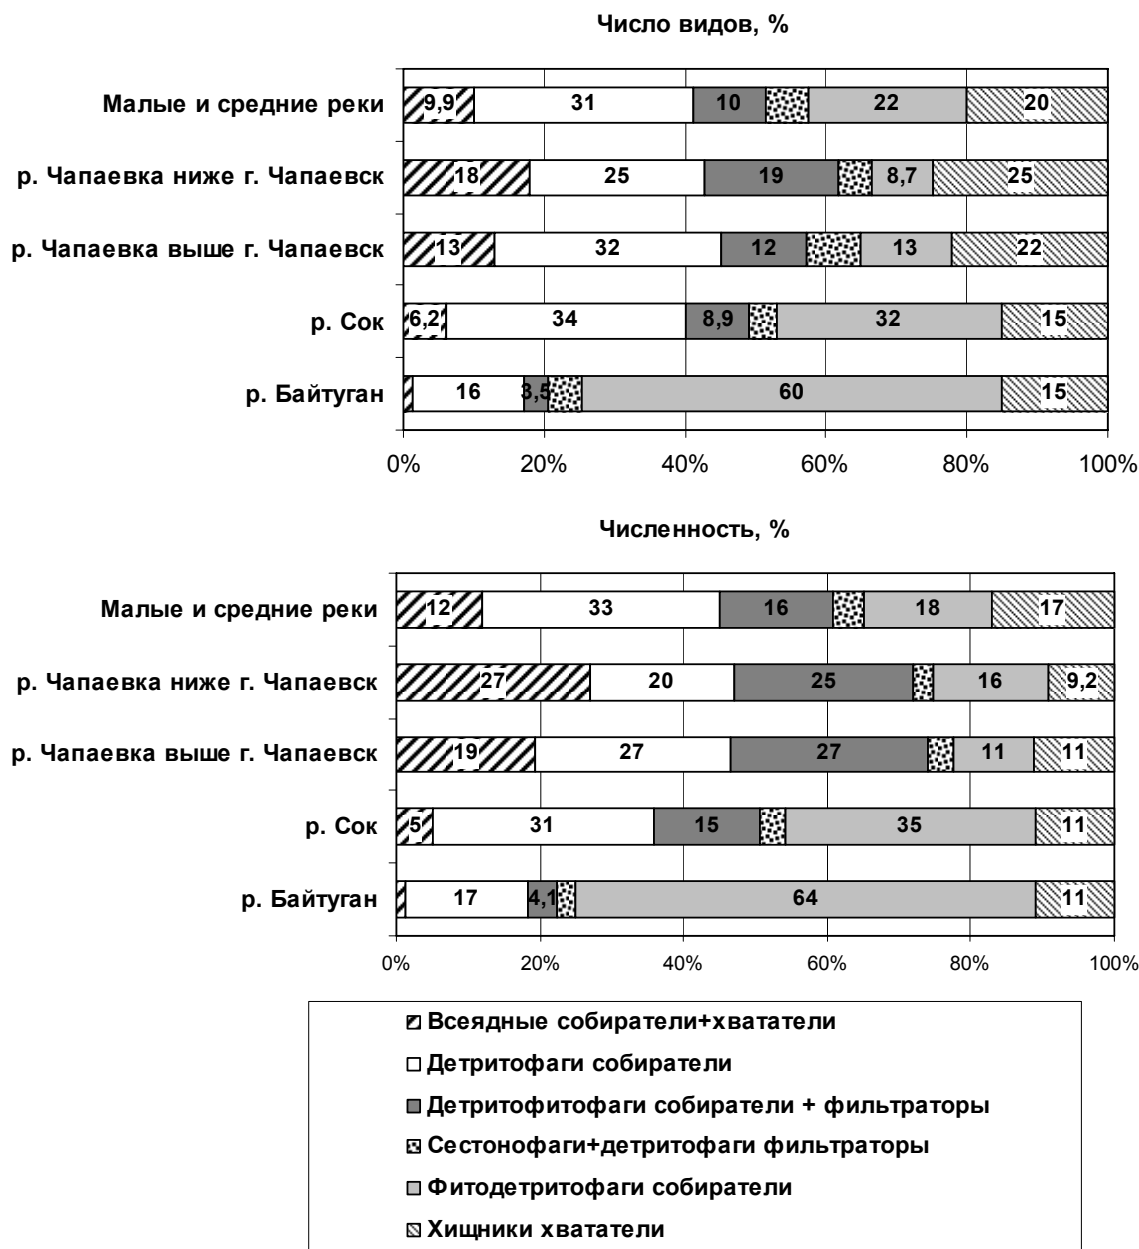 Число видов, %
Малые и средние реки 9,9 31 10 22 20
р. Чапаевка ниже г. Чапаевск 18 25 19 8,7 25
р. Чапаевка выше г. Чапаевск 13 32 12 13 22
р. Сок 6,2 34 8,9 32 15
р. Байтуган 16 3,5 60 15
0% 20% 40% 60% 80% 100%
Численность, %
Малые и средние реки 12 33 16 18 17
р. Чапаевка ниже г. Чапаевск 27 20 25 16 9,2
р. Чапаевка выше г. Чапаевск 19 27 27 11 11
р. Сок 5 31 15 35 11
р. Байтуган 17 4,1 64 11
0% 20% 40% 60% 80% 100%
Всеядные собиратели+хвататели
Детритофаги собиратели
Детритофитофаги собиратели + фильтраторы
Сестонофаги+детритофаги фильтраторы
Фитодетритофаги собиратели
Хищники хвататели